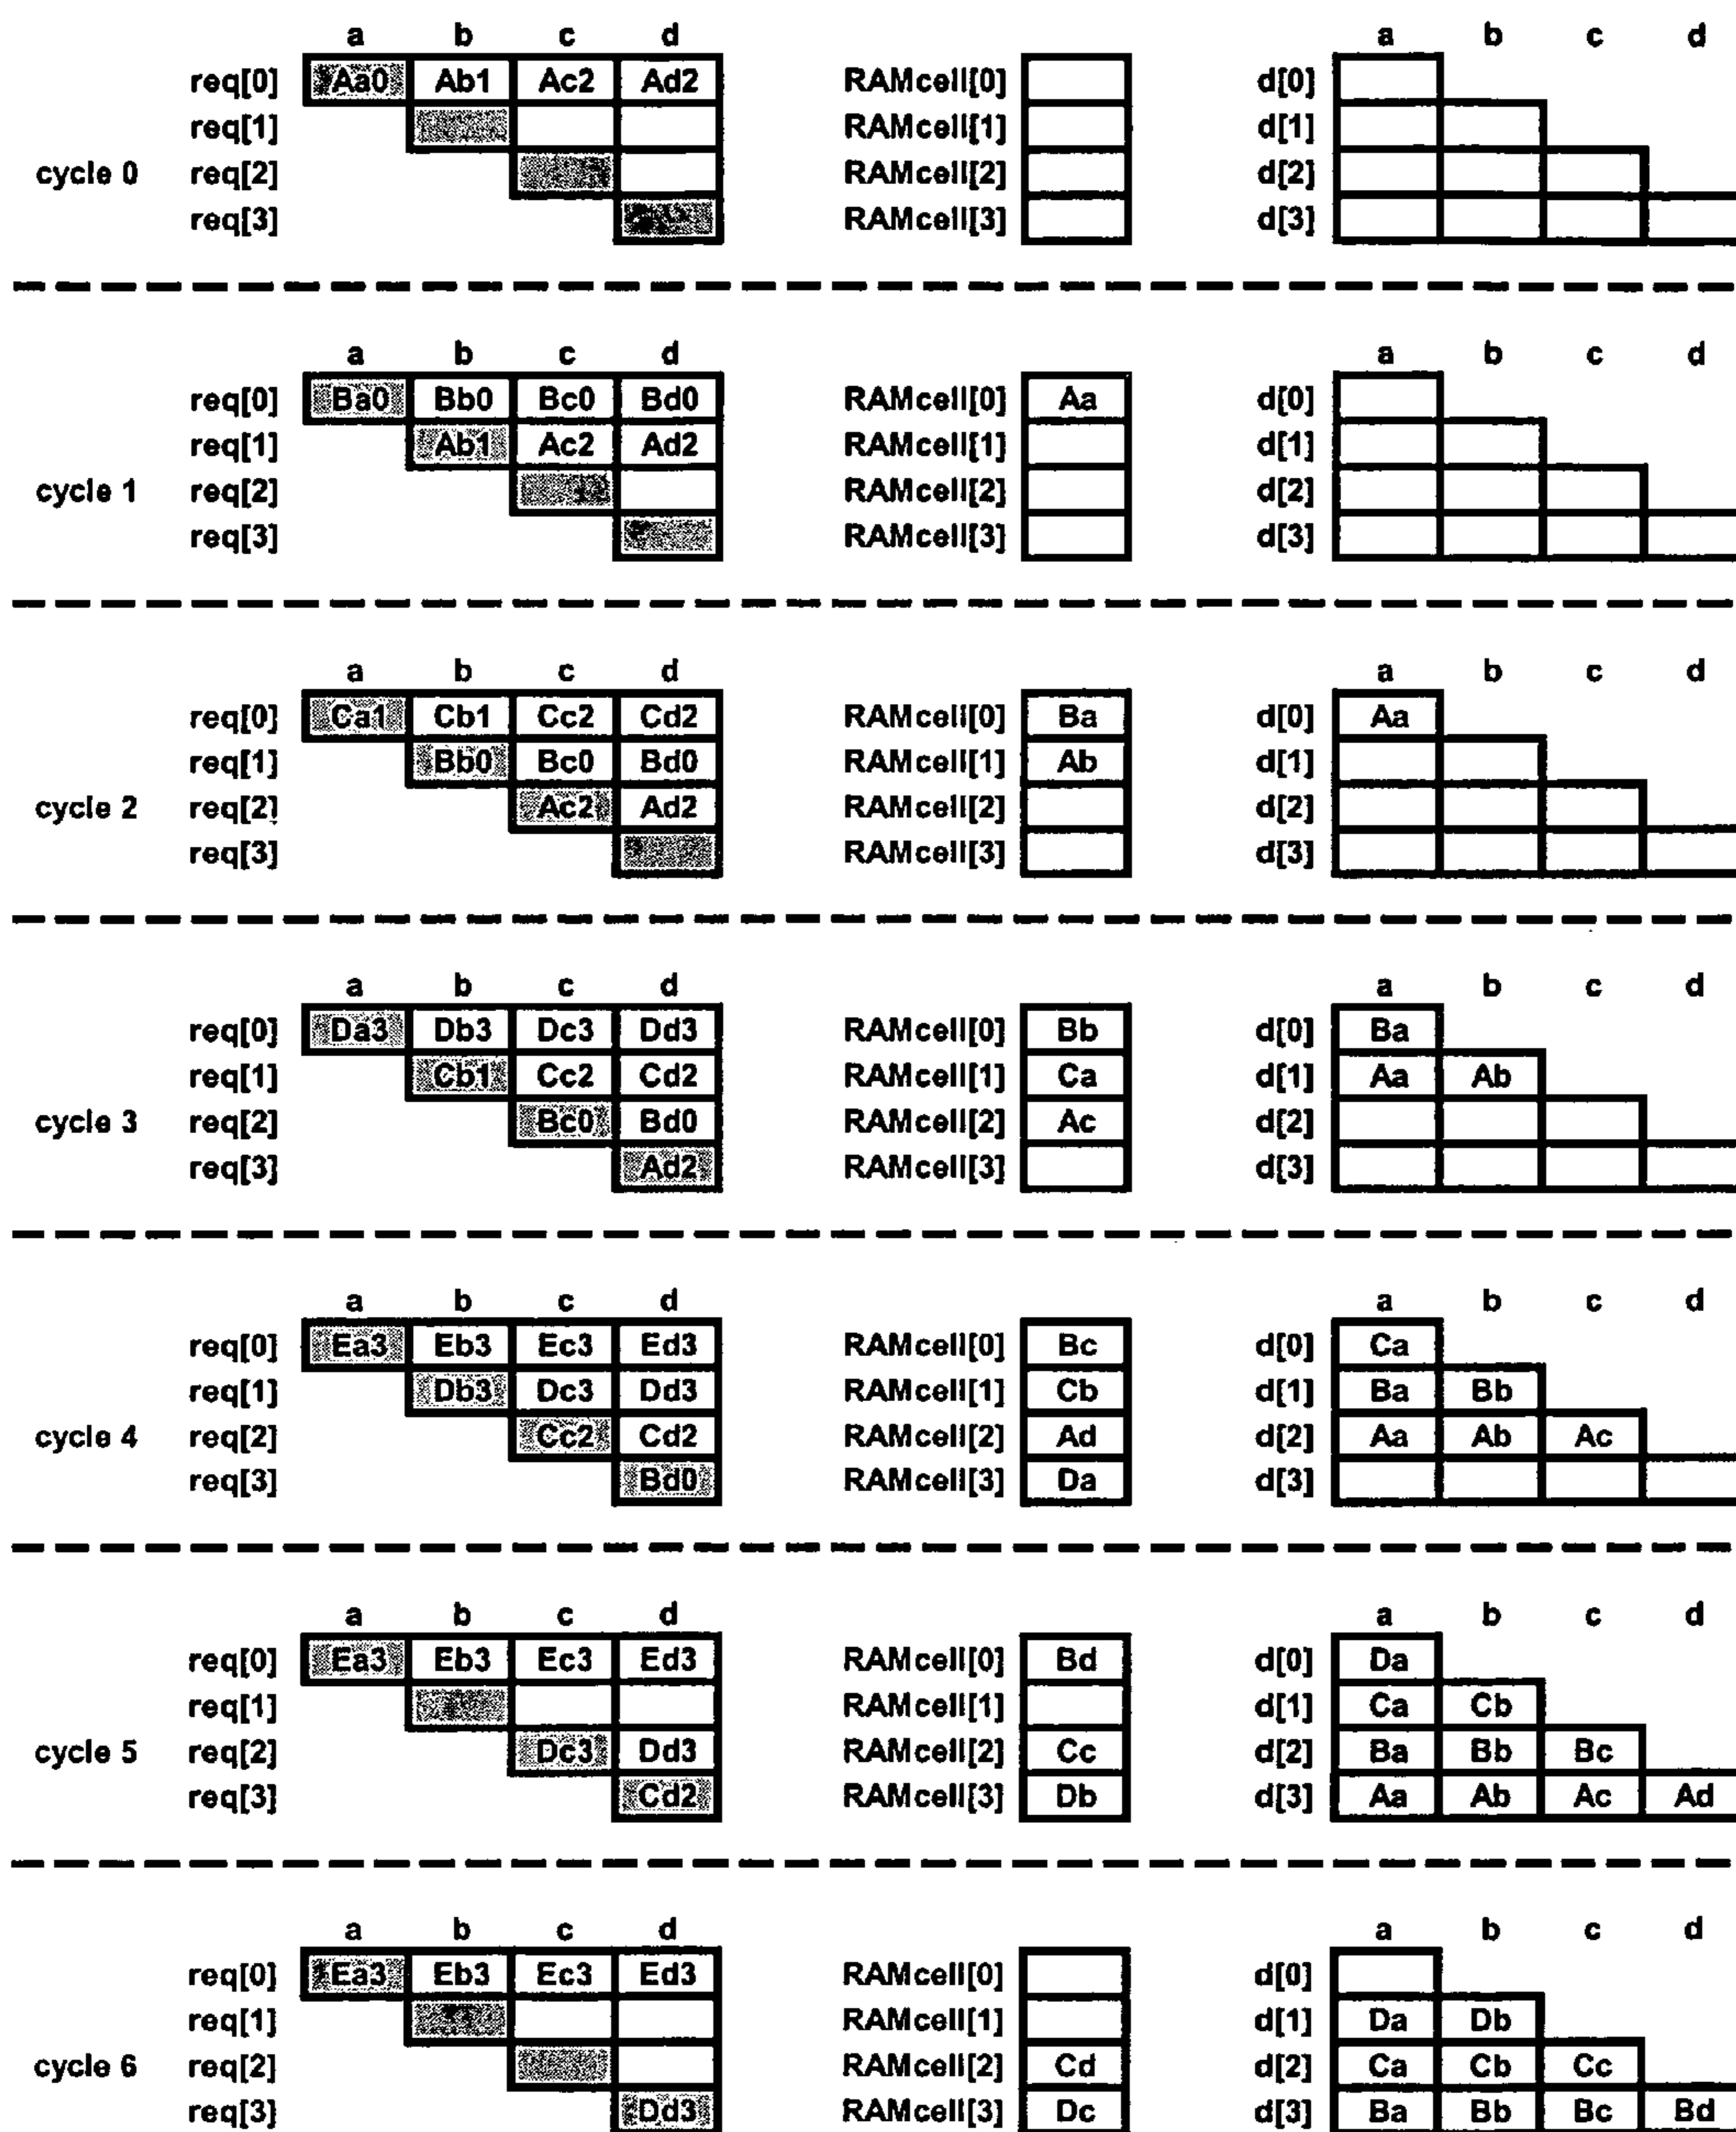 a b c d a b c d
req[0] Aa0 Ab1 Ac2 Ad2 RAMcell[0] d[0]
req[1] RAMcell[1] d[1]
cycle 0 req[2] RAMcell[2] d[2]
req[3] RAMcell[3] d[3]
a b c d a b c d
req[0] Ba0 Bb0 Bc0 Bd0 RAMcell[0] Aa d[0]
req[1] Ab1 Ac2 Ad2 RAMcell[1] d[1]
cycle 1 req[2] RAMcell[2] d[2]
req[3] RAMcell[3] d[3]
a b c d a b c d
req[0] Ca1 Cb1 Cc2 Cd2 RAMcell[0] Ba d[0] Aa
req[1] Bb0 Bc0 Bd0 RAMcell[1] Ab d[1]
cycle 2 req[2] Ac2 Ad2 RAMcell[2] d[2]
req[3] RAMcell[3] d[3]
a b c d a b c d
req[0] Da3 Db3 Dc3 Dd3 RAMcell[0] Bb d[0] Ba
req[1] Cb1 Cc2 Cd2 RAMcell[1] Ca d[1] Aa Ab
cycle 3 req[2] Bc0 Bd0 RAMcell[2] Ac d[2]
req[3] Ad2 RAMcell[3] d[3]
a b c d a b c d
req[0] Ea3 Eb3 Ec3 Ed3 RAMcell[0] Bc d[0] Ca
req[1] Db3 Dc3 Dd3 RAMcell[1] Cb d[1] Ba Bb
cycle 4 req[2] Cc2 Cd2 RAMcell[2] Ad d[2] Aa Ab Ac
req[3] Bd0 RAMcell[3] Da d[3]
a b c d a b c d
req[0] Ea3 Eb3 Ec3 Ed3 RAMcell[0] Bd d[0] Da
req[1] RAMcell[1] d[1] Ca Cb
cycle 5 req[2] Dc3 Dd3 RAMcell[2] Cc d[2] Ba Bb Bc
req[3] Cd2 RAMcell[3] Db d[3] Aa Ab Ac Ad
a b c d a b c d
req[0] Ea3 Eb3 Ec3 Ed3 RAMcell[0] d[0]
req[1] RAMcell[1] d[1] Da Db
cycle 6 req[2] RAMcell[2] Cd d[2] Ca Cb Cc
req[3] Dd3 RAMcell[3] Dc d[3] Ba Bb Bc Bd